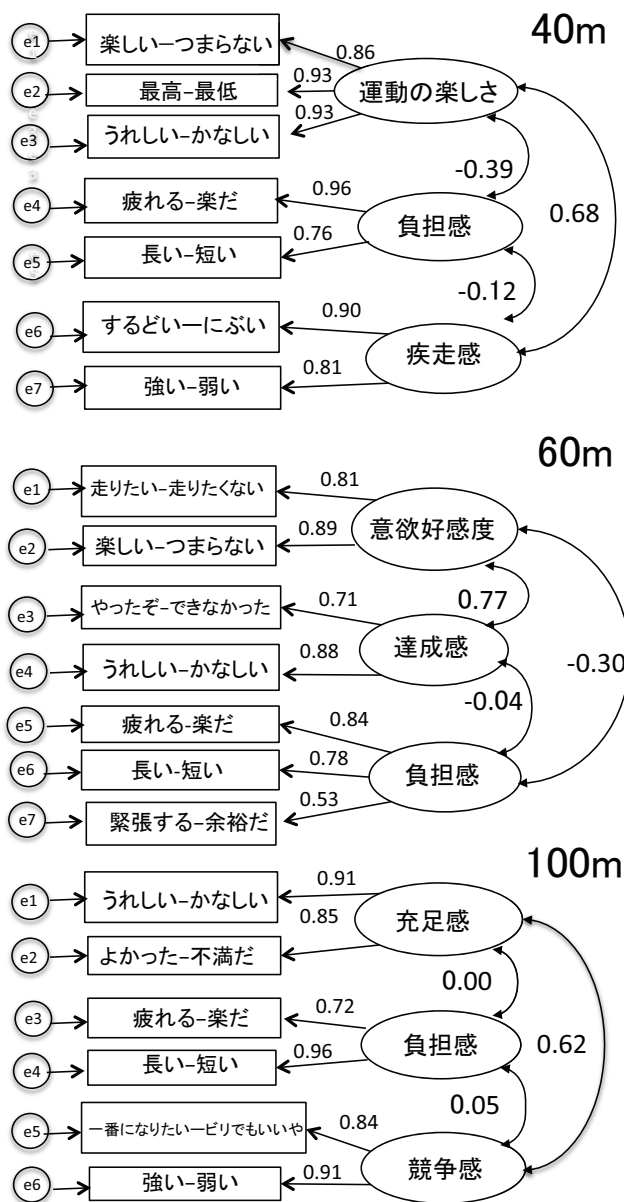 40m
e1
楽しい−つまらない
0.86
e2
最高−最低
0.93
運動の楽しさ
e3
うれしい−かなしい
0.93
-0.39
0.68
e4
疲れる−楽だ
0.96
負担感
e5
長い−短い
0.76
-0.12
e6
するどい−にぶい
0.90
疾走感
e7
強い−弱い
0.81
60m
e1
走りたい−走りたくない
0.81
意欲好感度
e2
楽しい−つまらない
0.89
0.77
e3
やったぞ−できなかった
0.71
達成感
e4
うれしい−かなしい
0.88
-0.30
-0.04
e5
疲れる-楽だ
0.84
負担感
e6
長い-短い
0.78
e7
緊張する−余裕だ
0.53
100m
e1
うれしい−かなしい
0.91
充足感
e2
よかった−不満だ
0.85
0.00
e3
疲れる−楽だ
0.72
負担感
0.62
e4
長い−短い
0.96
0.05
e5
一番になりたい−ビリでもいいや
0.84
競争感
e6
強い−弱い
0.91